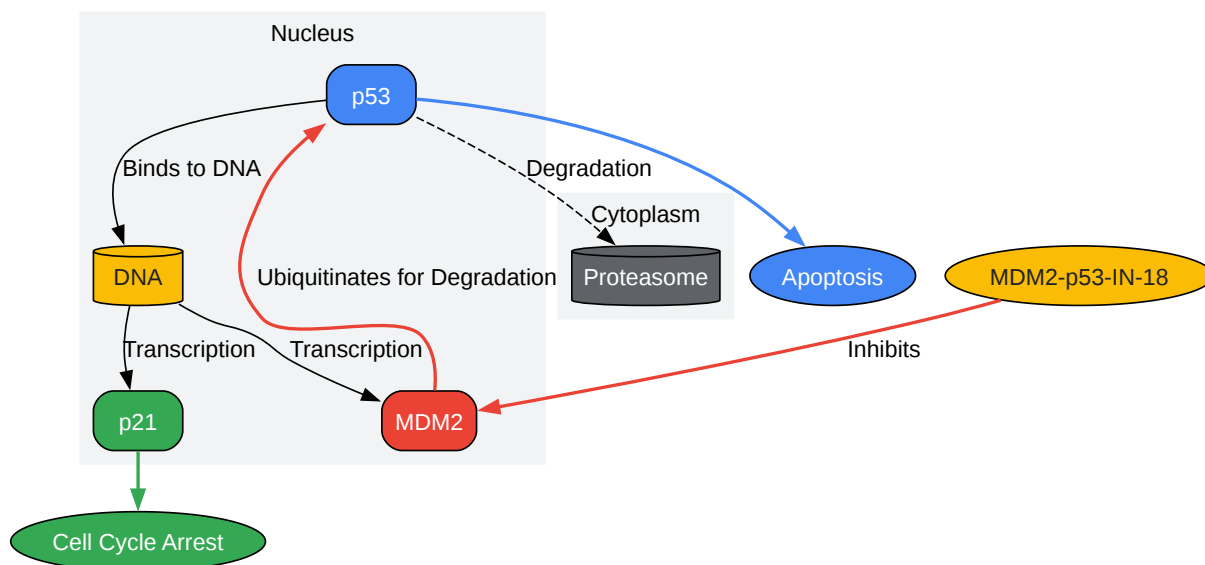 Nucleus
p53
Binds to DNA
Degradation
Cytoplasm
DNA
Ubiquitinates for Degradation
Proteasome
Apoptosis
MDM2-p53-IN-18
Transcription
Transcription
Inhibits
p21
MDM2
Cell Cycle Arrest